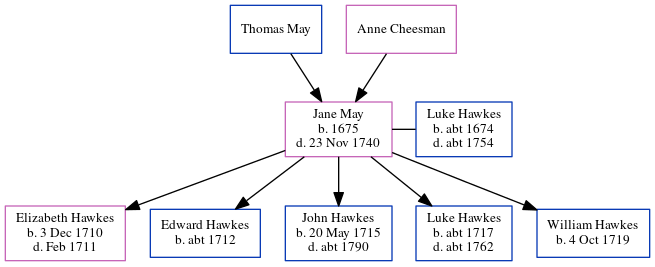 Thomas May
Anne Cheesman
Jane May
b. 1675
d. 23 Nov 1740
Luke Hawkes
b. abt 1674
d. abt 1754
Elizabeth Hawkes
b. 3 Dec 1710
d. Feb 1711
Edward Hawkes
b. abt 1712
John Hawkes
b. 20 May 1715
d. abt 1790
Luke Hawkes
b. abt 1717
d. abt 1762
William Hawkes
b. 4 Oct 1719